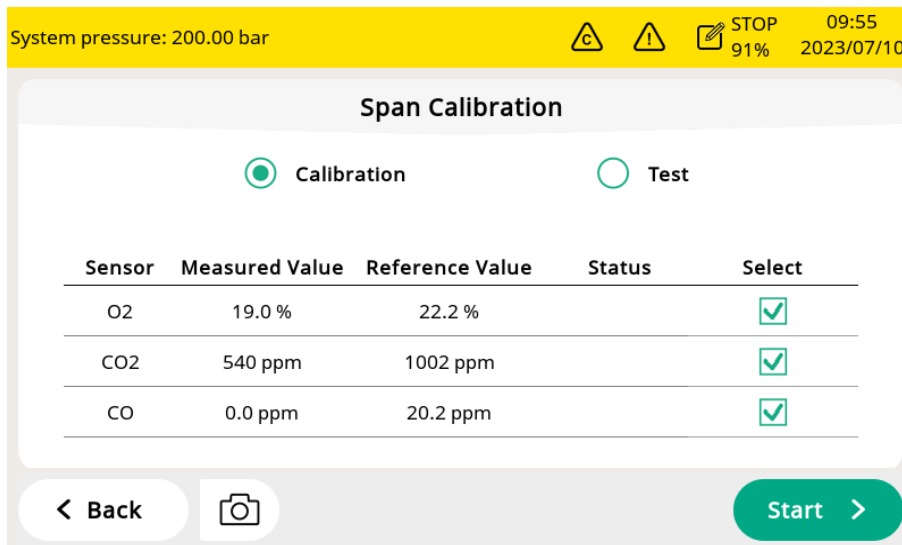 System pressure: 200.00 bar
C
!
STOP
91%
09:55
2023/07/10
Span Calibration
Calibration Test
Sensor Measured Value Reference Value Status Select
O2 19.0 % 22.2 %
CO2 540 ppm 1002 ppm
CO 0.0 ppm 20.2 ppm
Back
Start